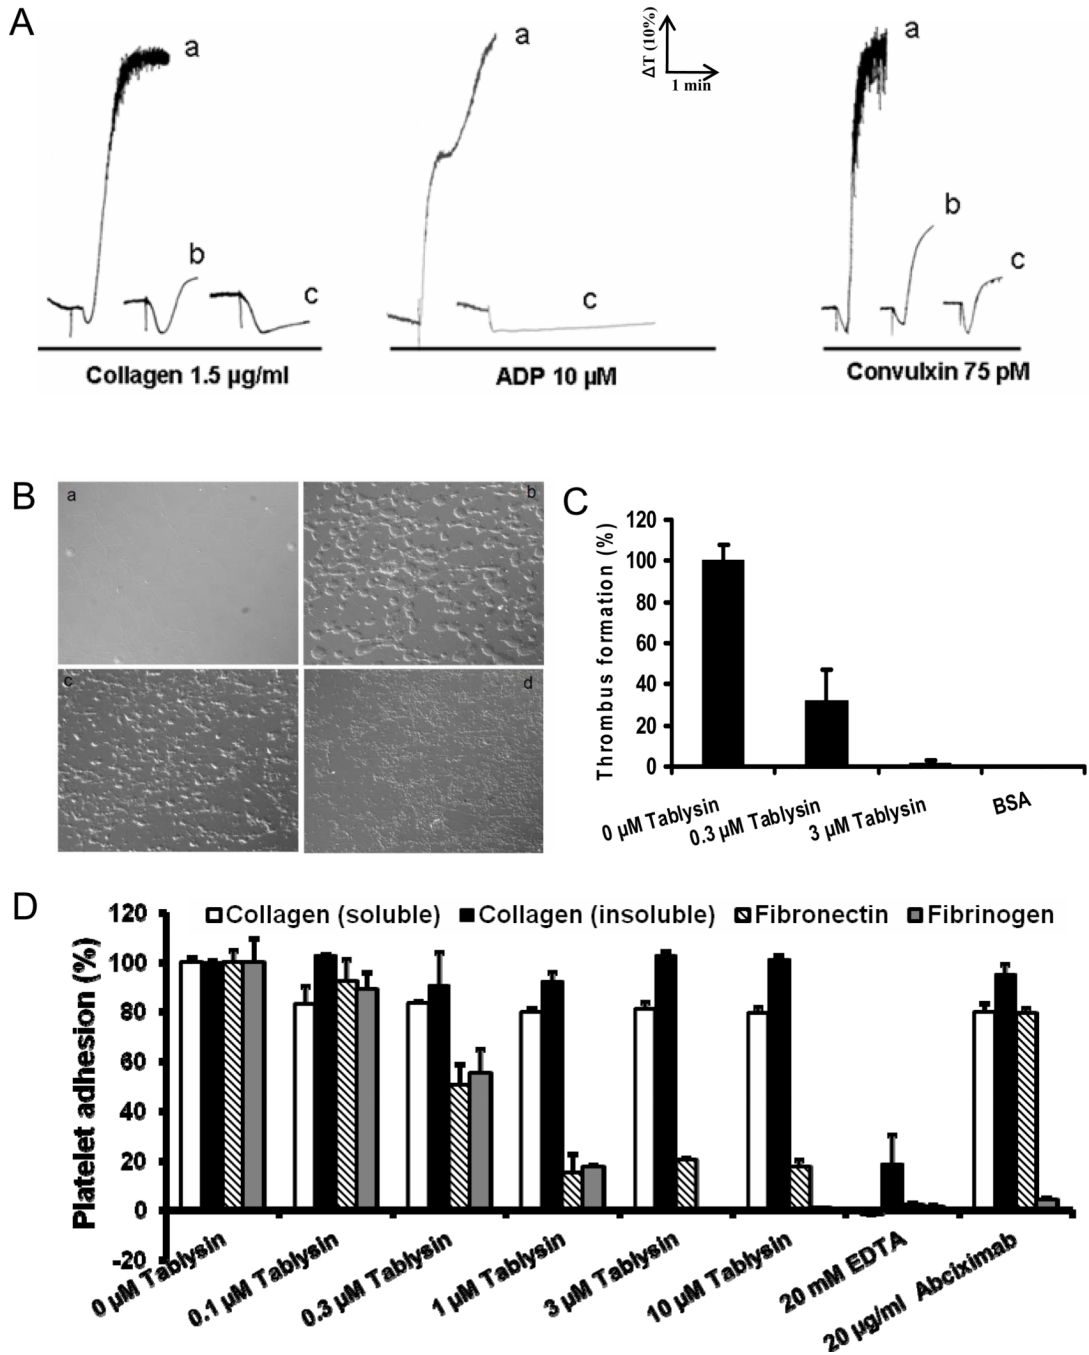 A
a
b
c
Collagen 1.5 µg/ml
a
c
ADP 10 µM
ΔT (10%)
1 min
a
b
c
Convulxin 75 pM
B
a
b
c
d
C
Thrombus formation (%)
120
100
80
60
40
20
0
0 µM Tablysin
0.3 µM Tablysin
3 µM Tablysin
BSA
D
Platelet adhesion (%)
Collagen (soluble) Collagen (insoluble) Fibronectin Fibrinogen
120
100
80
60
40
20
0
-20
0 µM Tablysin
0.1 µM Tablysin
0.3 µM Tablysin
1 µM Tablysin
3 µM Tablysin
10 µM Tablysin
20 mM EDTA
20 µg/ml Abciximab